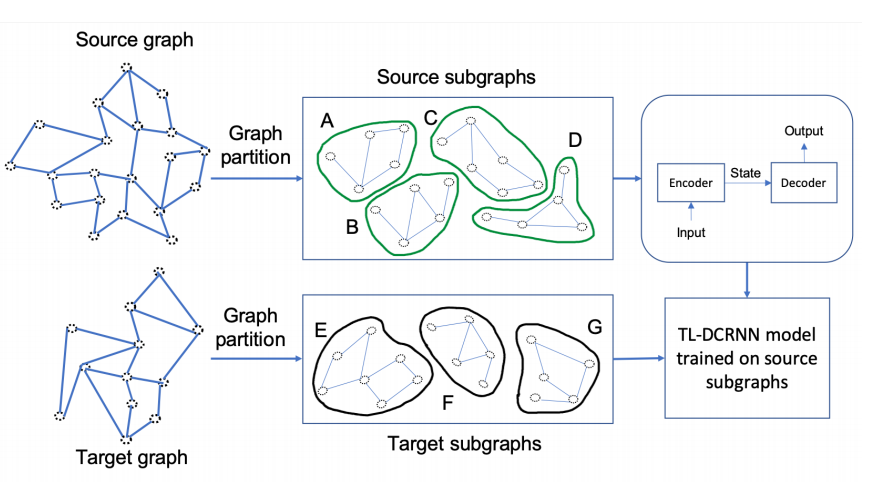 Source graph
Graph
partition
Source subgraphs
A
B
C
D
Encoder
State
Decoder
Output
Input
Target graph
Graph
partition
E
F
G
Target subgraphs
TL-DCRNN model
trained on source
subgraphs